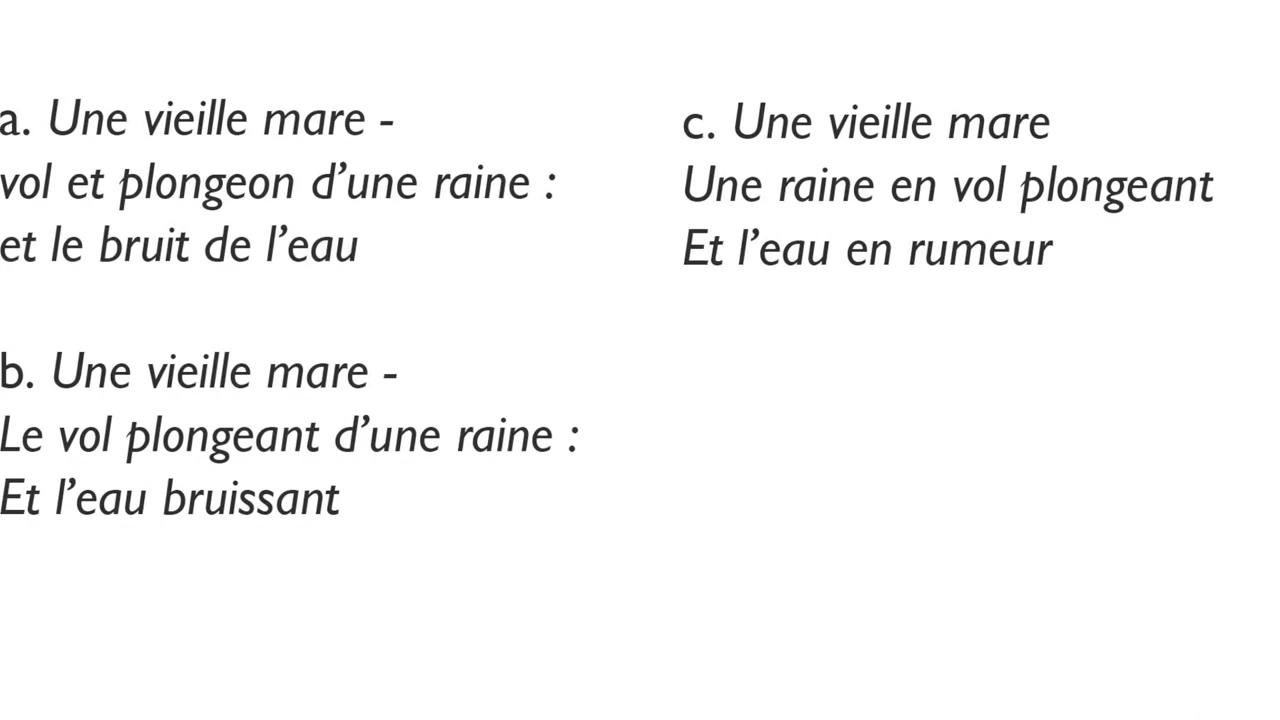 a. Une vieille mare -
vol et plongeon d’une raine :
et le bruit de l’eau
b. Une vieille mare -
Le vol plongeant d’une raine :
Et l’eau bruissant
c. Une vieille mare
Une raine en vol plongeant
Et l’eau en rumeur